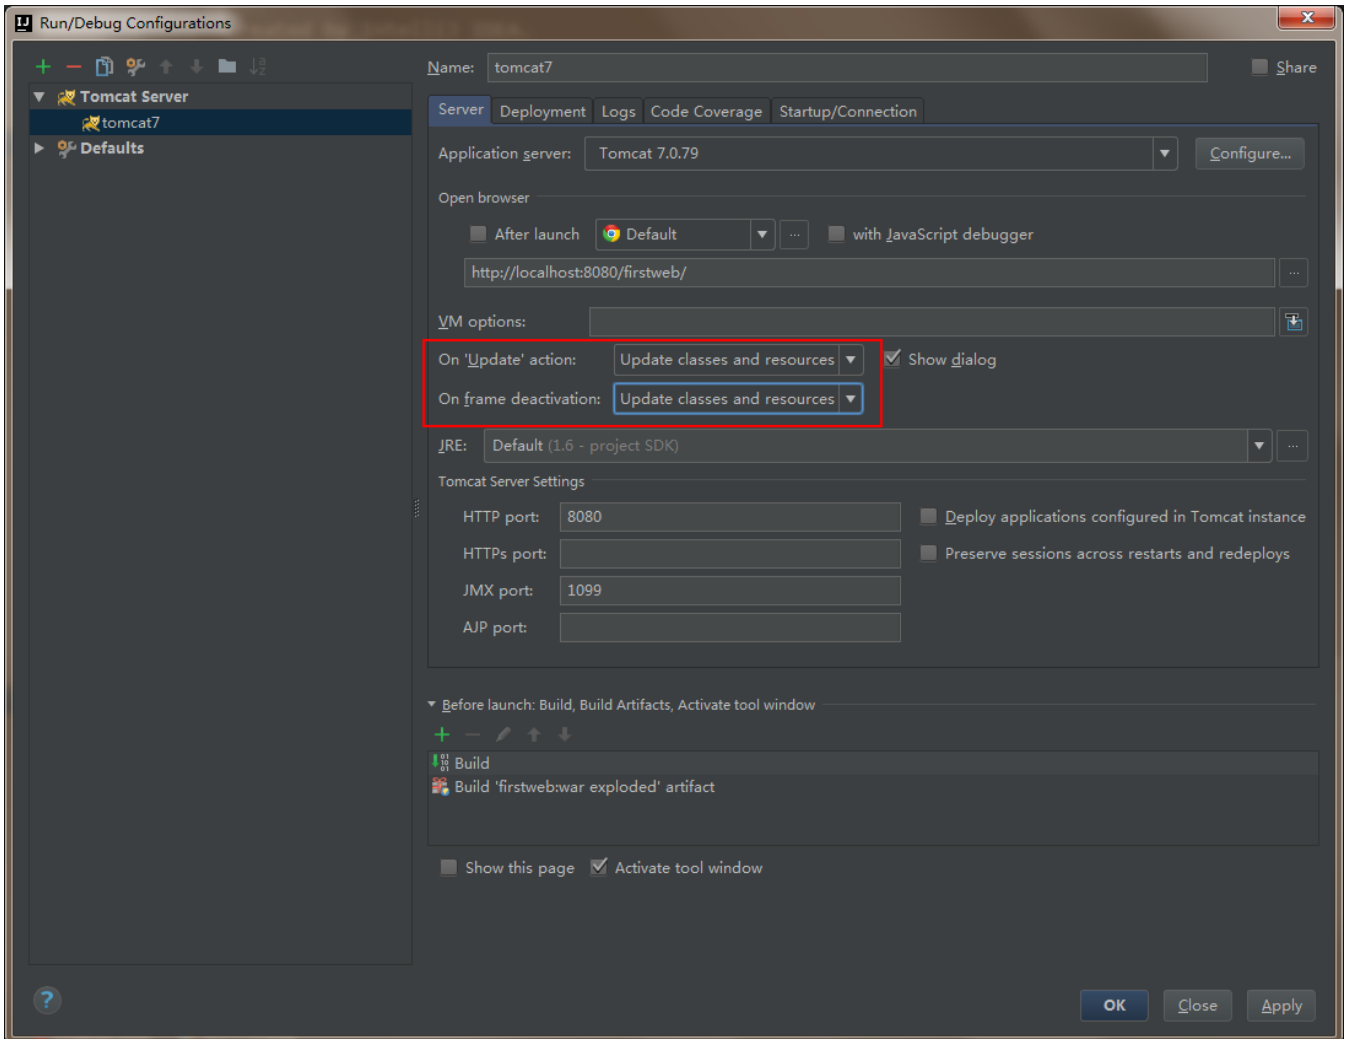 Run/Debug Configurations
Name: tomcat7 Share
Tomcat Server
tomcat7
Defaults
Server Deployment Logs Code Coverage Startup/Connection
Application server: Tomcat 7.0.79 Configure...
Open browser
After launch Default ... with JavaScript debugger
http://localhost:8080/firstweb/ ...
VM options:
On 'Update' action: Update classes and resources Show dialog
On frame deactivation: Update classes and resources
JRE: Default (1.6 - project SDK) ...
Tomcat Server Settings
HTTP port: 8080 Deploy applications configured in Tomcat instance
HTTPs port: Preserve sessions across restarts and redeploys
JMX port: 1099
AJP port:
Before launch: Build, Build Artifacts, Activate tool window
Build
Build 'firstweb:war exploded' artifact
Show this page Activate tool window
? OK Close Apply